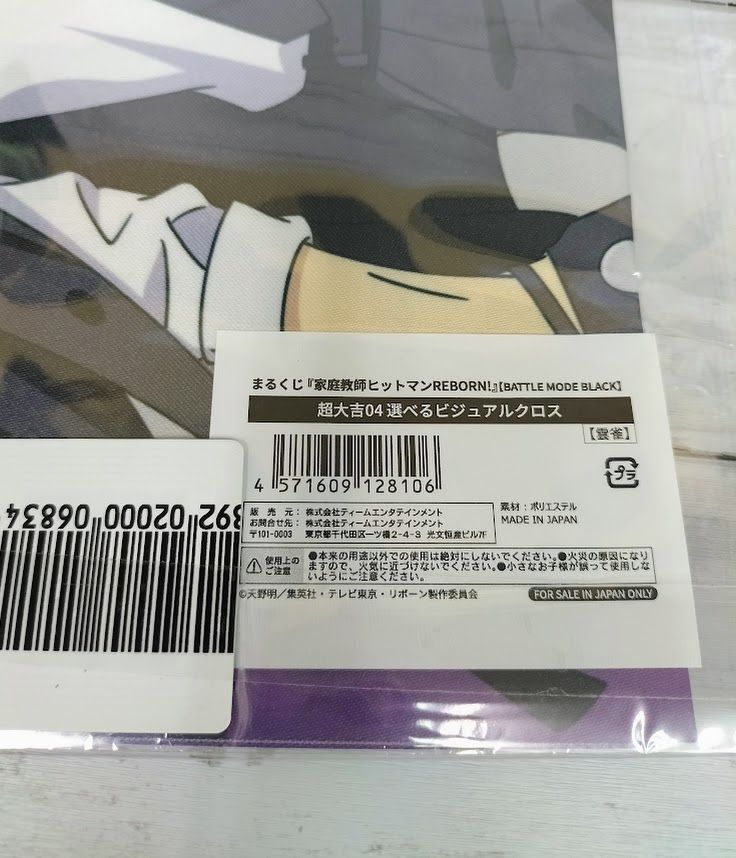 まるくじ『家庭教師ヒットマンREBORN!』【BATTLE MODE BLACK】
超大吉04 選べるビジュアルクロス
【雲雀】
4 571609 128106
プラ
販売元: 株式会社ティームエンタテインメント
お問合せ先: 株式会社ティームエンタテインメント
〒101-0003 東京都千代田区一ツ橋2-4-3 光文恒産ビル7F
素材: ポリエステル
MADE IN JAPAN
使用上のご注意
●本来の用途以外での使用は絶対にしないでください。●火災の原因になり
ますので、火気に近づけないでください。●小さなお子様が誤って使用しな
いようにご注意ください。
©天野明/集英社・テレビ東京・リボーン製作委員会
FOR SALE IN JAPAN ONLY
392 02000 00 06834